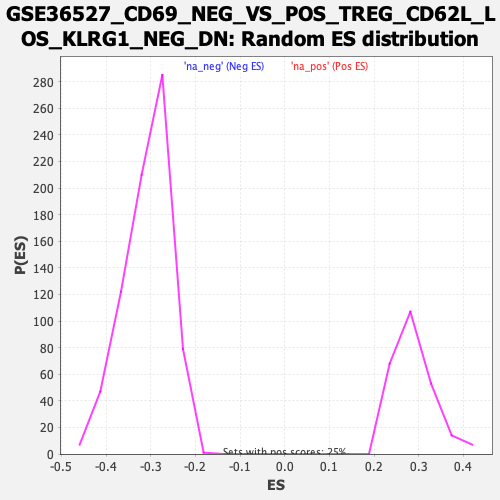 GSE36527_CD69_NEG_VS_POS_TREG_CD62L_L
OS_KLRG1_NEG_DN: Random ES distribution
'na_neg' (Neg ES) 'na_pos' (Pos ES)
280
260
240
220
200
180
160
140
120
100
80
60
40
20
0
P(ES)
Sets with pos scores: 25%
-0.5 -0.4 -0.3 -0.2 -0.1 0.0 0.1 0.2 0.3 0.4
ES